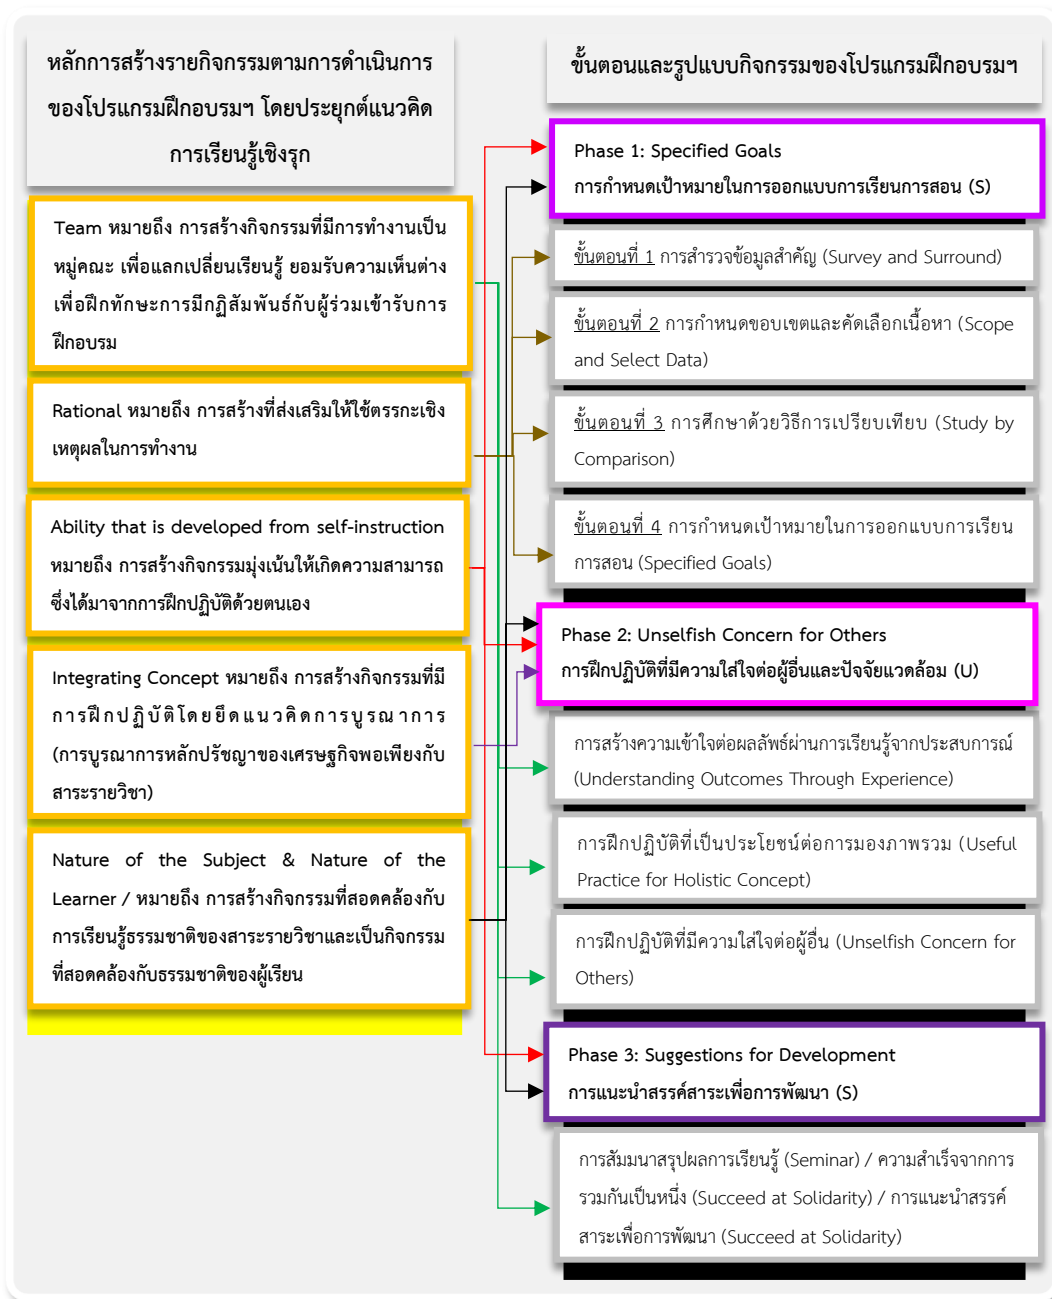 หลักการสร้างรายกิจกรรมตามการดำเนินการ
ของโปรแกรมฝึกอบรมฯ โดยประยุกต์แนวคิด
การเรียนรู้เชิงรุก
Team หมายถึง การสร้างกิจกรรมที่มีการทำงานเป็น
หมู่คณะ เพื่อแลกเปลี่ยนเรียนรู้ ยอมรับความเห็นต่าง
เพื่อฝึกทักษะการมีกฏิสัมพันธ์กับผู้ร่วมเข้ารับการ
ฝึกอบรม
Rational หมายถึง การสร้างที่ส่งเสริมให้ใช้ตรรกะเชิง
เหตุผลในการทำงาน
Ability that is developed from self-instruction
หมายถึง การสร้างกิจกรรมมุ่งเน้นให้เกิดความสามารถ
ซึ่งได้มาจากการฝึกปฏิบัติด้วยตนเอง
Integrating Concept หมายถึง การสร้างกิจกรรมที่มี
การฝึกปฏิบัติโดยยึดแนวคิดการบูรณาการ
(การบูรณาการหลักปรัชญาของเศรษฐกิจพอเพียงกับ
สาระรายวิชา)
Nature of the Subject & Nature of the
Learner / หมายถึง การสร้างกิจกรรมที่สอดคล้องกับ
การเรียนรู้ธรรมชาติของสาระรายวิชาและเป็นกิจกรรม
ที่สอดคล้องกับธรรมชาติของผู้เรียน
ขั้นตอนและรูปแบบกิจกรรมของโปรแกรมฝึกอบรมฯ
Phase 1: Specified Goals
การกำหนดเป้าหมายในการออกแบบการเรียนการสอน (S)
ขั้นตอนที่ 1 การสำรวจข้อมูลสำคัญ (Survey and Surround)
ขั้นตอนที่ 2 การกำหนดขอบเขตและคัดเลือกเนื้อหา (Scope
and Select Data)
ขั้นตอนที่ 3 การศึกษาด้วยวิธีการเปรียบเทียบ (Study by
Comparison)
ขั้นตอนที่ 4 การกำหนดเป้าหมายในการออกแบบการเรียน
การสอน (Specified Goals)
Phase 2: Unselfish Concern for Others
การฝึกปฏิบัติที่มีความใส่ใจต่อผู้อื่นและปัจจัยแวดล้อม (U)
การสร้างความเข้าใจต่อผลลัพธ์ผ่านการเรียนรู้จากประสบการณ์
(Understanding Outcomes Through Experience)
การฝึกปฏิบัติที่เป็นประโยชน์ต่อการมองภาพรวม (Useful
Practice for Holistic Concept)
การฝึกปฏิบัติที่มีความใส่ใจต่อผู้อื่น (Unselfish Concern for
Others)
Phase 3: Suggestions for Development
การแนะนำสรรค์สาระเพื่อการพัฒนา (S)
การสัมมนาสรุปผลการเรียนรู้ (Seminar) / ความสำเร็จจากการ
รวมกันเป็นหนึ่ง (Succeed at Solidarity) / การแนะนำสรรค์
สาระเพื่อการพัฒนา (Succeed at Solidarity)